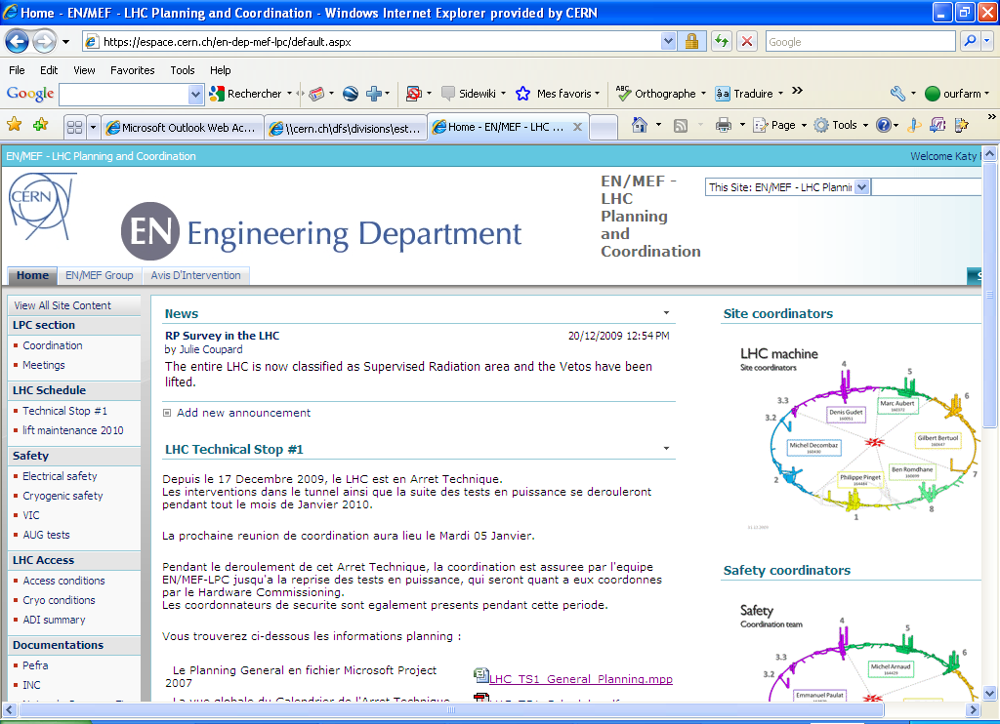 Home - EN/MEF - LHC Planning and Coordination - Windows Internet Explorer provided by CERN
https://espace.cern.ch/en-dep-mef-lpc/default.aspx
Google
File Edit View Favorites Tools Help
Google Rechercher Sidewiki Mes favoris Orthographe Traduire ourfarm
Microsoft Outlook Web Ac... \\cern.ch\dfs\divisions\est... Home - EN/MEF - LHC ... Page Tools
EN/MEF - LHC Planning and Coordination Welcome Katy
CERN
EN Engineering Department
EN/MEF -
LHC
Planning
and
Coordination
This Site: EN/MEF - LHC Plannin
Home EN/MEF Group Avis D'Intervention
View All Site Content
LPC section
Coordination
Meetings
LHC Schedule
Technical Stop #1
lift maintenance 2010
Safety
Electrical safety
Cryogenic safety
VIC
AUG tests
LHC Access
Access conditions
Cryo conditions
ADI summary
Documentations
Pefra
INC
News
RP Survey in the LHC 20/12/2009 12:54 PM
by Julie Coupard
The entire LHC is now classified as Supervised Radiation area and the Vetos have been
lifted.
Add new announcement
LHC Technical Stop #1
Depuis le 17 Decembre 2009, le LHC est en Arret Technique.
Les interventions dans le tunnel ainsi que la suite des tests en puissance se derouleront
pendant tout le mois de Janvier 2010.
La prochaine reunion de coordination aura lieu le Mardi 05 Janvier.
Pendant le deroulement de cet Arret Technique, la coordination est assuree par l'equipe
EN/MEF-LPC jusqu'a la reprise des tests en puissance, qui seront quant a eux coordonnes
par le Hardware Commissioning.
Les coordonnateurs de securite sont egalement presents pendant cette periode.
Vous trouverez ci-dessous les informations planning :
Le Planning General en fichier Microsoft Project
2007
LHC_TS1_General_Planning.mpp
La vue globale du Calendrier de l'Arret Technique
Site coordinators
LHC machine
Site coordinators
4
5
6
3.3
3.2
Marc Aubert
Denis Gudet
Gilbert Bertuol
Michel Decombaz
Ben Romdhane
Philippe Pinget
2
7
8
1
Safety coordinators
Safety
Coordination team
4
5
6
3.3
3.2
Michel Arnaud
Emmanuel Paulat